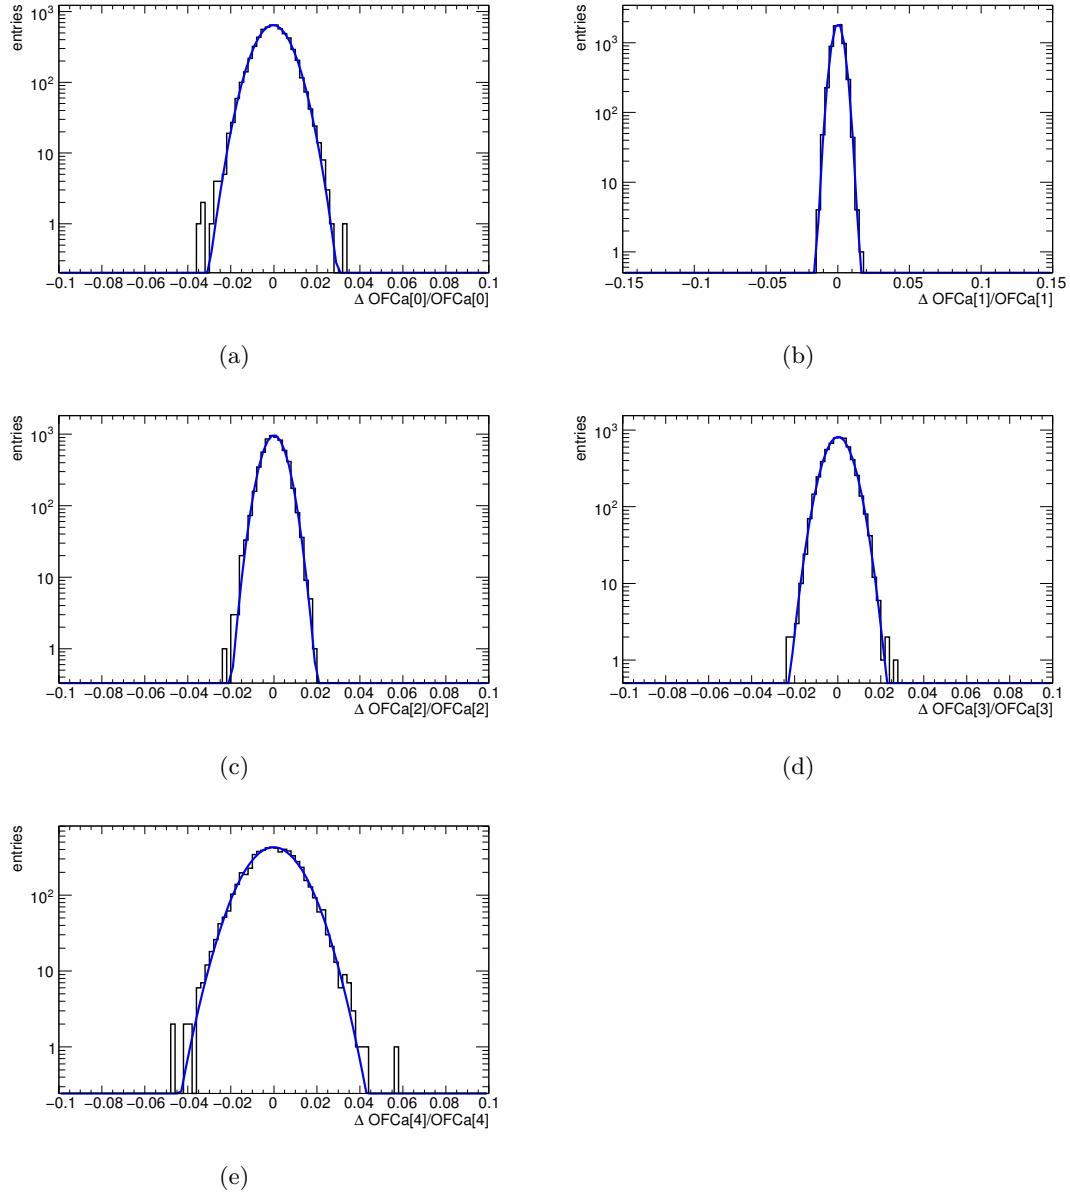 entries
10³
10²
10
1
−0.1 −0.08 −0.06 −0.04 −0.02 0 0.02 0.04 0.06 0.08 0.1
Δ OFCa[0]/OFCa[0]
(a)
entries
10³
10²
10
1
−0.15 −0.1 −0.05 0 0.05 0.1 0.15
Δ OFCa[1]/OFCa[1]
(b)
entries
10³
10²
10
1
−0.1 −0.08 −0.06 −0.04 −0.02 0 0.02 0.04 0.06 0.08 0.1
Δ OFCa[2]/OFCa[2]
(c)
entries
10³
10²
10
1
−0.1 −0.08 −0.06 −0.04 −0.02 0 0.02 0.04 0.06 0.08 0.1
Δ OFCa[3]/OFCa[3]
(d)
entries
10²
10
1
−0.1 −0.08 −0.06 −0.04 −0.02 0 0.02 0.04 0.06 0.08 0.1
Δ OFCa[4]/OFCa[4]
(e)